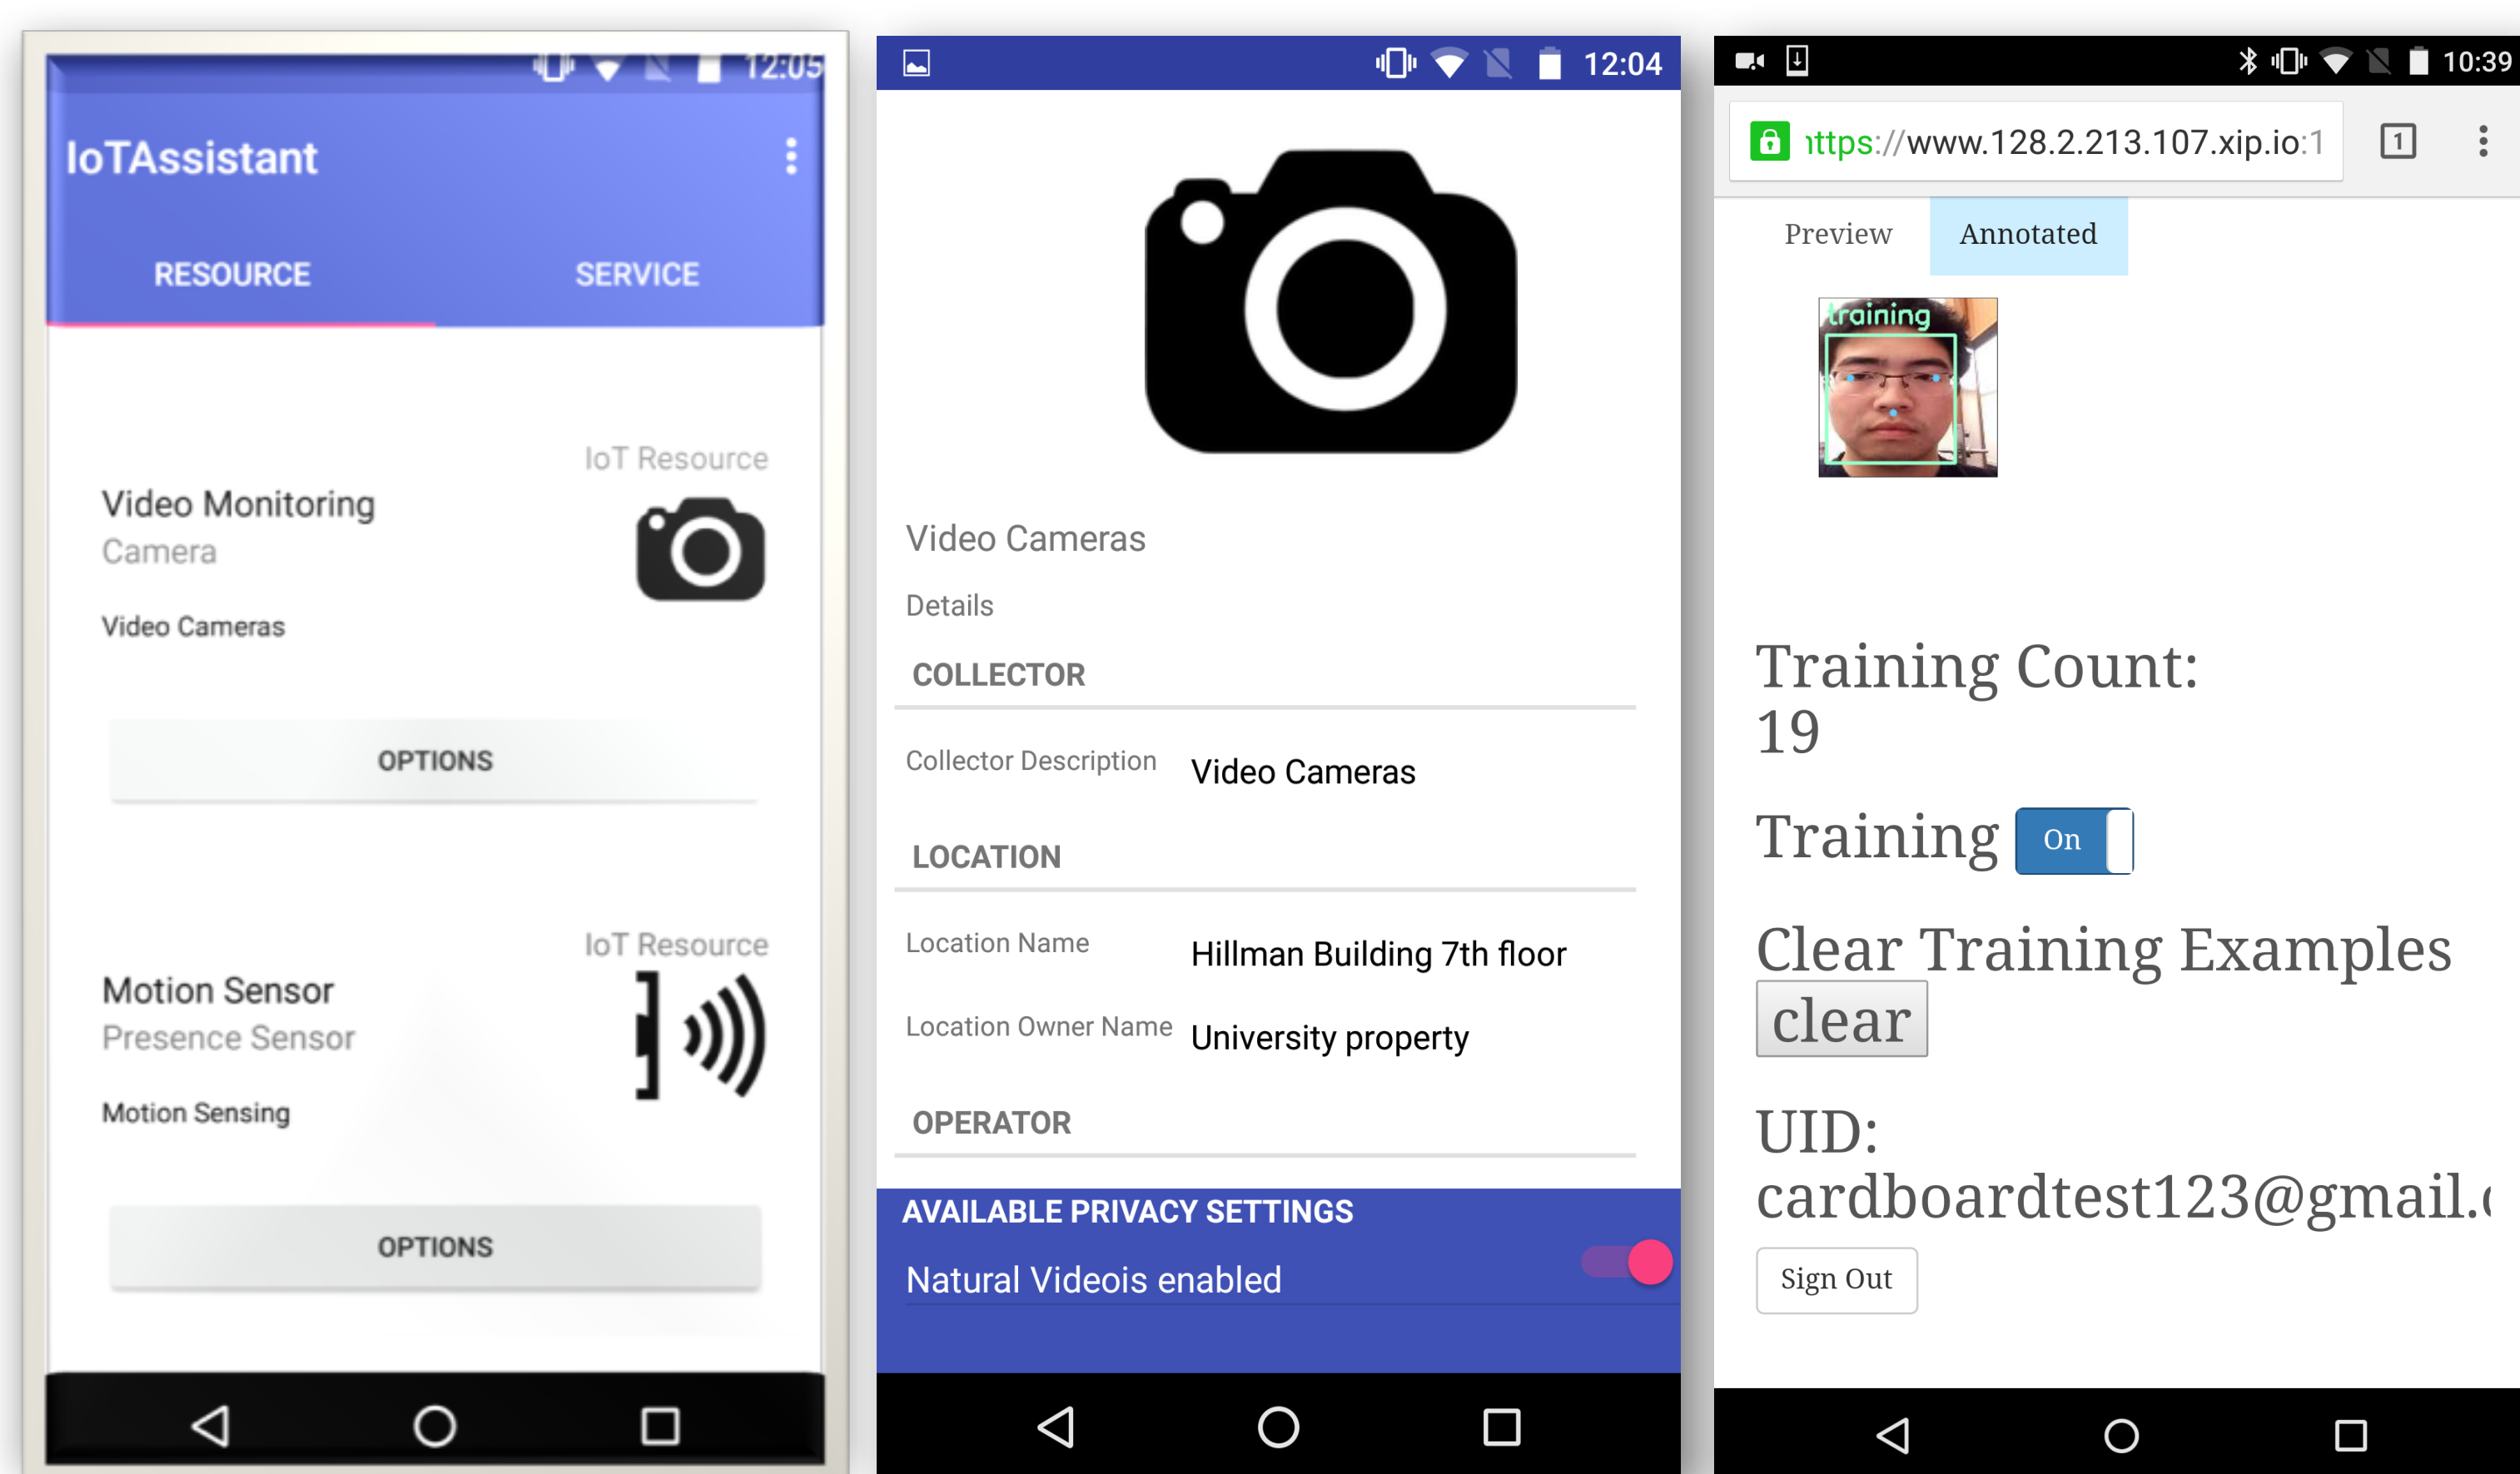 12:05
IoTAssistant
RESOURCE
SERVICE
IoT Resource
Video Monitoring
Camera
Video Cameras
OPTIONS
IoT Resource
Motion Sensor
Presence Sensor
Motion Sensing
OPTIONS
12:04
Video Cameras
Details
COLLECTOR
Collector Description Video Cameras
LOCATION
Location Name Hillman Building 7th floor
Location Owner Name University property
OPERATOR
AVAILABLE PRIVACY SETTINGS
Natural Videois enabled
10:39
https://www.128.2.213.107.xip.io:1
1
Preview Annotated
training
Training Count:
19
Training On
Clear Training Examples
clear
UID:
cardboardtest123@gmail.
Sign Out